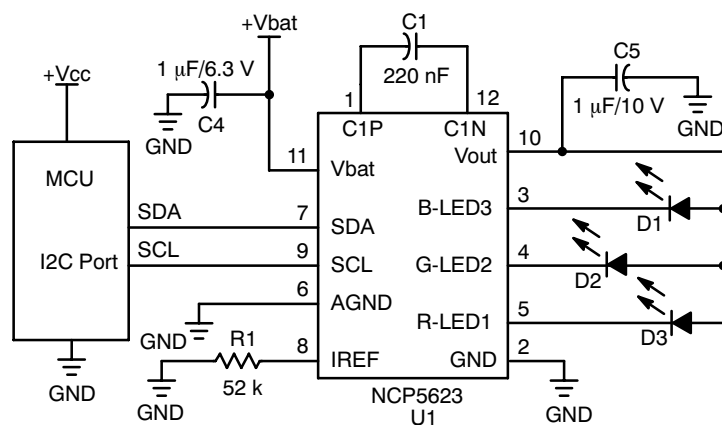 +Vbat
C1
+Vcc
1 µF/6.3 V
220 nF
C5
1 µF/10 V
C4
GND
GND
1
12
C1P
C1N
10
Vout
11
Vbat
MCU
I2C Port
SDA
7
SDA
SCL
9
SCL
B-LED3
3
D1
G-LED2
4
D2
6
AGND
GND
R-LED1
5
D3
R1
8
IREF
GND
2
52 k
GND
GND
GND
NCP5623
U1